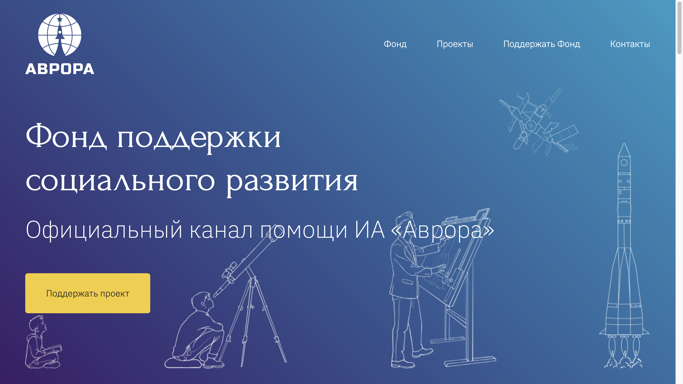 АВРОРА
Фонд Проекты Поддержать Фонд Контакты
Фонд поддержки
социального развития
Официальный канал помощи ИА «Аврора»
Поддержать проект